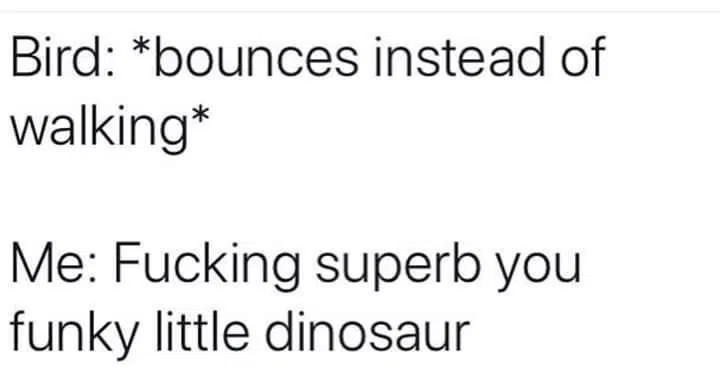 Bird: *bounces instead of
walking*
Me: Fucking superb you
funky little dinosaur